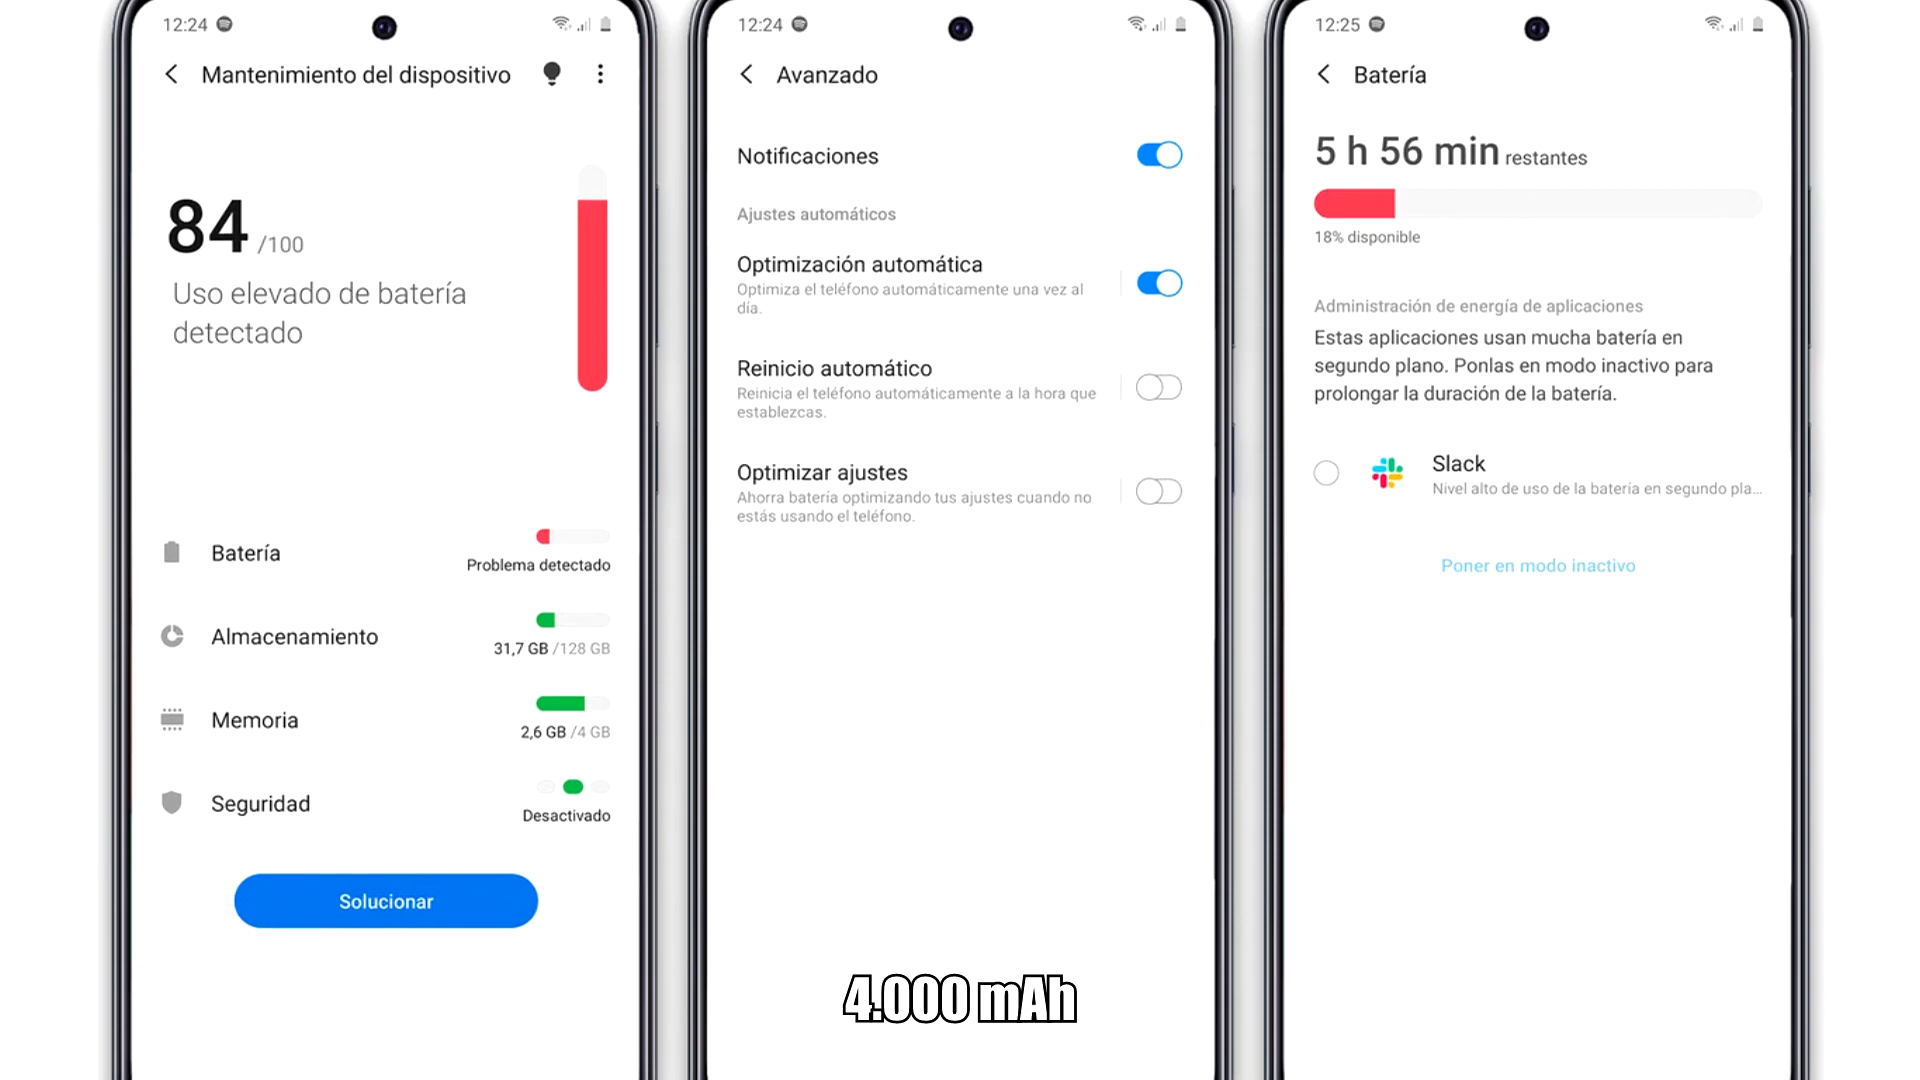 12:24
Mantenimiento del dispositivo
84 /100
Uso elevado de batería
detectado
Batería
Problema detectado
Almacenamiento
31,7 GB /128 GB
Memoria
2,6 GB /4 GB
Seguridad
Desactivado
Solucionar
12:24
Avanzado
Notificaciones
Ajustes automáticos
Optimización automática
Optimiza el teléfono automáticamente una vez al
día.
Reinicio automático
Reinicia el teléfono automáticamente a la hora que
establezcas.
Optimizar ajustes
Ahorra batería optimizando tus ajustes cuando no
estás usando el teléfono.
4.000 mAh
12:25
Batería
5 h 56 min restantes
18% disponible
Administración de energía de aplicaciones
Estas aplicaciones usan mucha batería en
segundo plano. Ponlas en modo inactivo para
prolongar la duración de la batería.
Slack
Nivel alto de uso de la batería en segundo pla...
Poner en modo inactivo